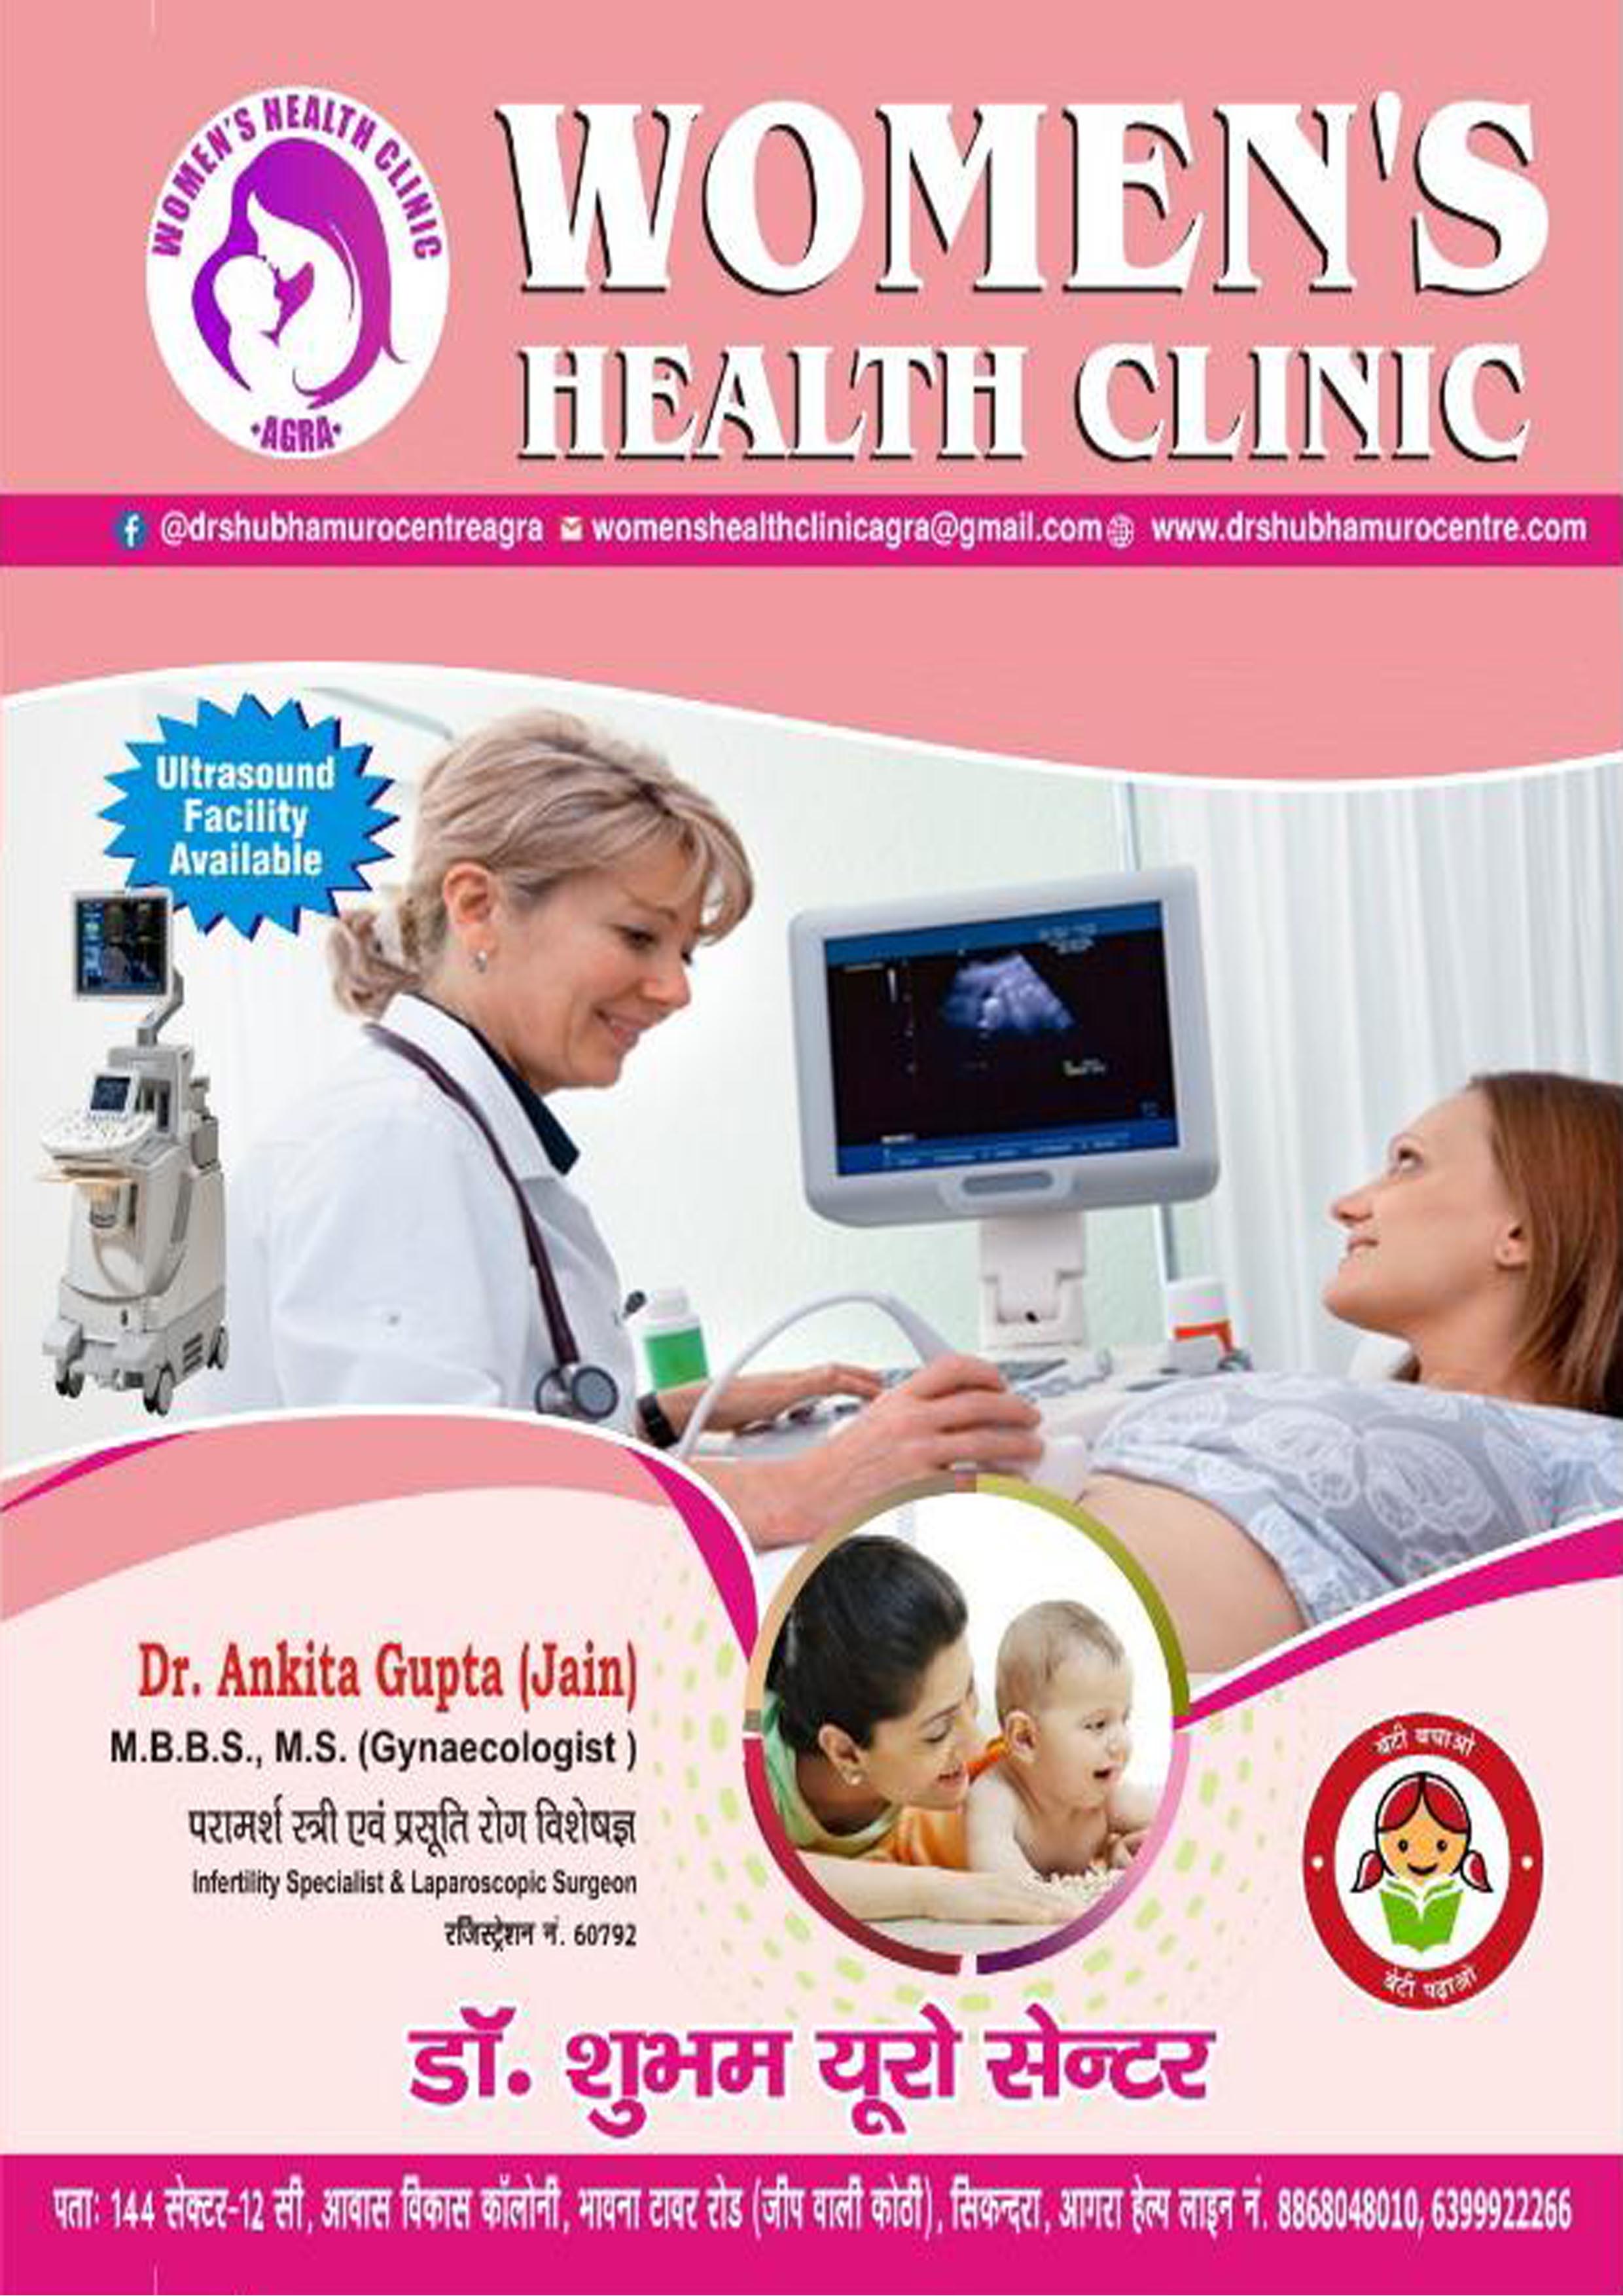 WOMEN'S HEALTH CLINIC
•AGRA•
WOMEN'S
HEALTH CLINIC
@drshubhamurocentreagra womenshealthclinicagra@gmail.com www.drshubhamurocentre.com
Ultrasound
Facility
Available
Dr. Ankita Gupta (Jain)
M.B.B.S., M.S. (Gynaecologist )
परामर्श स्त्री एवं प्रसूति रोग विशेषज्ञ
Infertility Specialist & Laparoscopic Surgeon
रजिस्ट्रेशन नं. 60792
बेटी बचाओ
बेटी पढ़ाओ
डॉ. शुभम यूरो सेन्टर
पताः 144 सेक्टर-12 सी, आवास विकास कॉलोनी, भावना टावर रोड (जीप वाली कोठी), सिकन्दरा, आगरा हेल्प लाइन नं. 8868048010, 6399922266